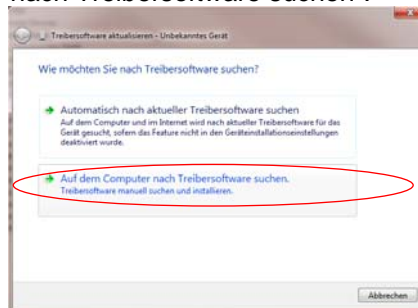 nach Treibersoftware suchen".
Treibersoftware aktualisieren - Unbekanntes Gerät
Wie möchten Sie nach Treibersoftware suchen?
Automatisch nach aktueller Treibersoftware suchen
Auf dem Computer und im Internet wird nach aktueller Treibersoftware für das
Gerät gesucht, sofern das Feature nicht in den Geräteinstallationseinstellungen
deaktiviert wurde.
Auf dem Computer nach Treibersoftware suchen.
Treibersoftware manuell suchen und installieren.
Abbrechen